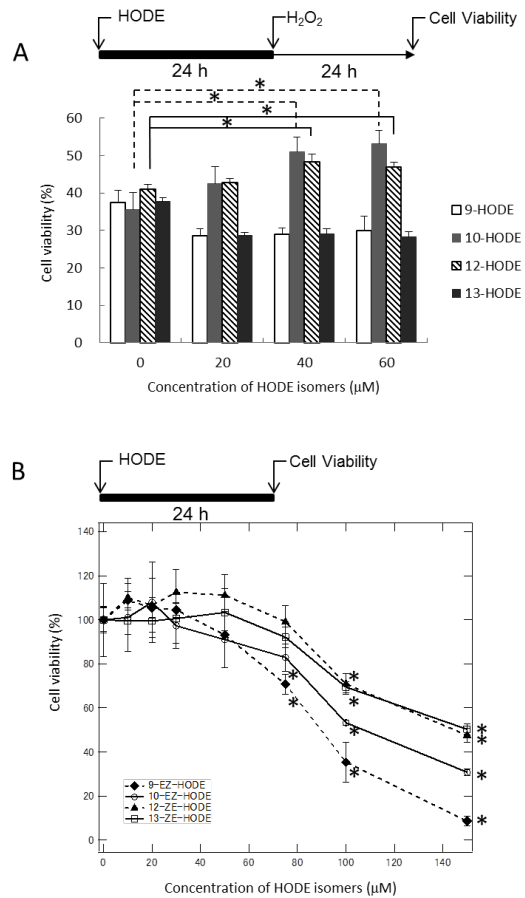 HODE
H₂O₂
Cell Viability
24 h
24 h
A
*
*
*
*
Cell viability (%)
60
50
40
30
20
10
0
0
20
40
60
Concentration of HODE isomers (μM)
9-HODE
10-HODE
12-HODE
13-HODE
B
HODE
Cell Viability
24 h
Cell viability (%)
140
120
100
80
60
40
20
0
*
*
*
*
*
*
*
*
*
*
9-EZ-HODE
10-EZ-HODE
12-ZE-HODE
13-ZE-HODE
0
20
40
60
80
100
120
140
Concentration of HODE isomers (μM)